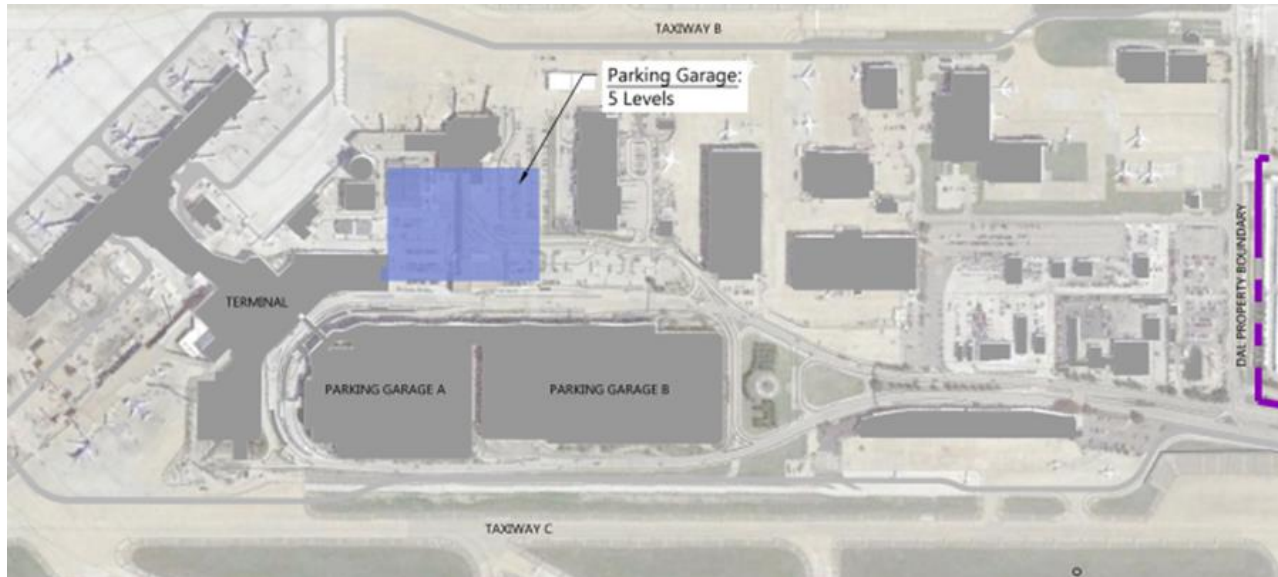 TAXIWAY B
Parking Garage:
5 Levels
DAL PROPERTY BOUNDARY
TERMINAL
PARKING GARAGE A
PARKING GARAGE B
TAXIWAY C